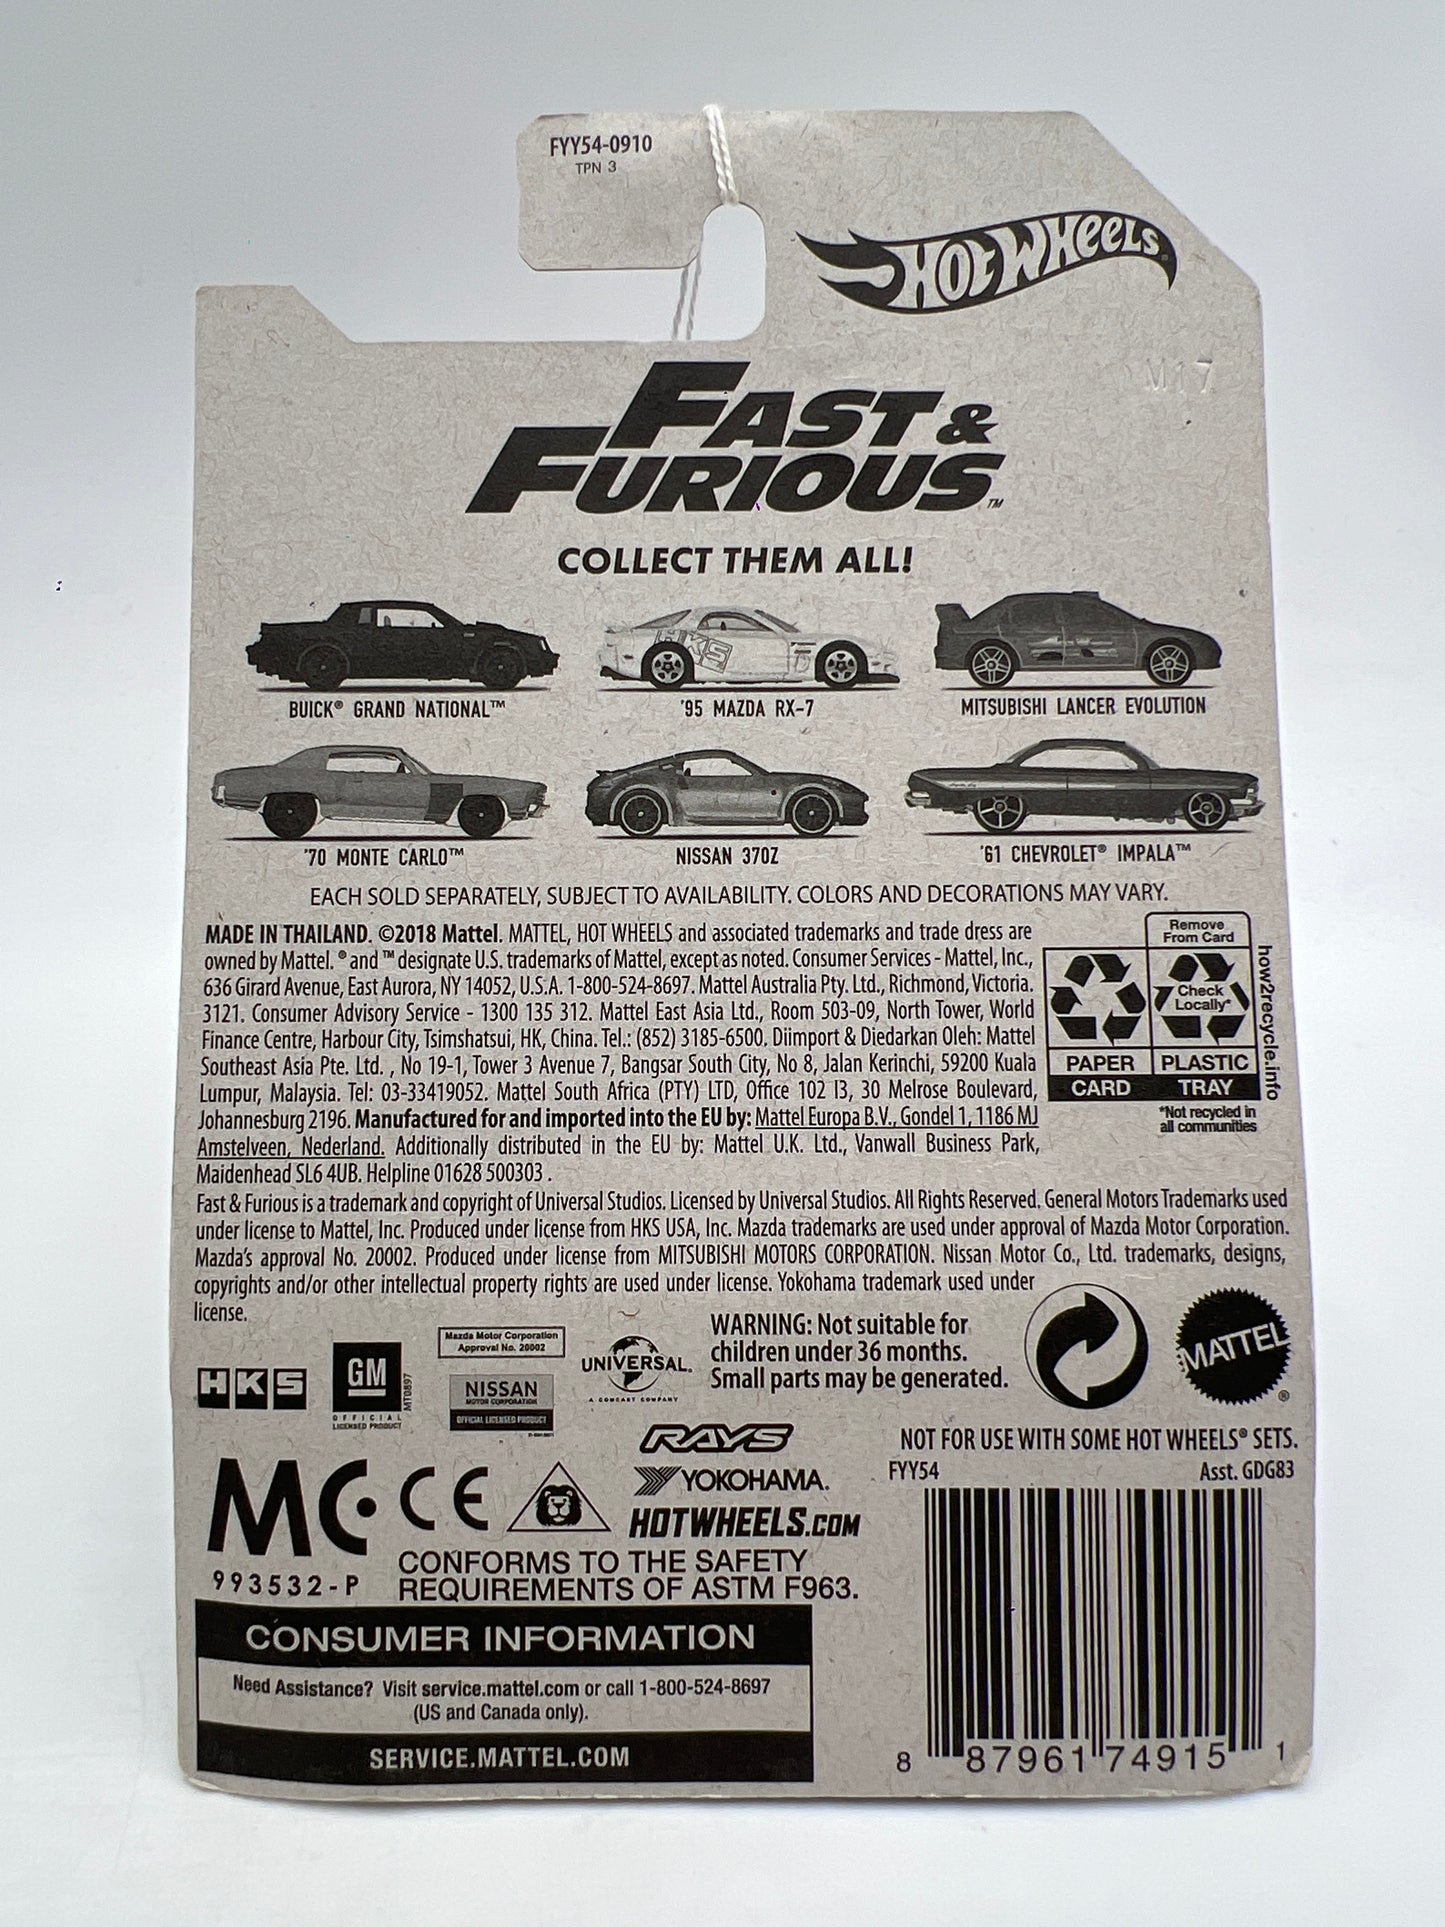 FYY54-0910
TPN 3
HOT WHEELS
M17
FAST &
FURIOUS™
COLLECT THEM ALL!
HKS
BUICK® GRAND NATIONAL™
'95 MAZDA RX-7
MITSUBISHI LANCER EVOLUTION
'70 MONTE CARLO™
NISSAN 370Z
'61 CHEVROLET® IMPALA™
EACH SOLD SEPARATELY, SUBJECT TO AVAILABILITY. COLORS AND DECORATIONS MAY VARY.
MADE IN THAILAND. ©2018 Mattel. MATTEL, HOT WHEELS and associated trademarks and trade dress are
owned by Mattel. ® and ™ designate U.S. trademarks of Mattel, except as noted. Consumer Services - Mattel, Inc.,
636 Girard Avenue, East Aurora, NY 14052, U.S.A. 1-800-524-8697. Mattel Australia Pty. Ltd., Richmond, Victoria.
3121. Consumer Advisory Service - 1300 135 312. Mattel East Asia Ltd., Room 503-09, North Tower, World
Finance Centre, Harbour City, Tsimshatsui, HK, China. Tel.: (852) 3185-6500. Diimport & Diedarkan Oleh: Mattel
Southeast Asia Pte. Ltd. , No 19-1, Tower 3 Avenue 7, Bangsar South City, No 8, Jalan Kerinchi, 59200 Kuala
Lumpur, Malaysia. Tel: 03-33419052. Mattel South Africa (PTY) LTD, Office 102 I3, 30 Melrose Boulevard,
Johannesburg 2196. Manufactured for and imported into the EU by: Mattel Europa B.V., Gondel 1, 1186 MJ
Amstelveen, Nederland. Additionally distributed in the EU by: Mattel U.K. Ltd., Vanwall Business Park,
Maidenhead SL6 4UB. Helpline 01628 500303 .
Remove
From Card
Check
Locally*
PAPER
PLASTIC
CARD
TRAY
how2recycle.info
*Not recycled in
all communities
Fast & Furious is a trademark and copyright of Universal Studios. Licensed by Universal Studios. All Rights Reserved. General Motors Trademarks used
under license to Mattel, Inc. Produced under license from HKS USA, Inc. Mazda trademarks are used under approval of Mazda Motor Corporation.
Mazda's approval No. 20002. Produced under license from MITSUBISHI MOTORS CORPORATION. Nissan Motor Co., Ltd. trademarks, designs,
copyrights and/or other intellectual property rights are used under license. Yokohama trademark used under
license.
HKS
GM
OFFICIAL
LICENSED PRODUCT
MT0897
Mazda Motor Corporation
Approval No. 20002
NISSAN
MOTOR CORPORATION
OFFICIAL LICENSED PRODUCT
UNIVERSAL
A COMCAST COMPANY
WARNING: Not suitable for
children under 36 months.
Small parts may be generated.
MATTEL®
RAYS
YOKOHAMA.
HOTWHEELS.COM
NOT FOR USE WITH SOME HOT WHEELS® SETS.
FYY54
Asst. GDG83
MC
CE
993532-P
CONFORMS TO THE SAFETY
REQUIREMENTS OF ASTM F963.
CONSUMER INFORMATION
Need Assistance? Visit service.mattel.com or call 1-800-524-8697
(US and Canada only).
SERVICE.MATTEL.COM
8 87961 74915 1